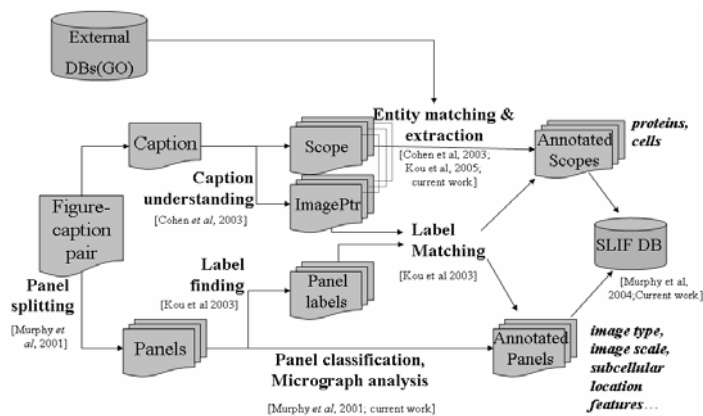 External
DBs(GO)
Caption
Scope
Entity matching &
extraction
[Cohen et al, 2003;
Kou et al, 2005;
current work]
Annotated
Scopes
proteins,
cells
Caption
understanding
[Cohen et al, 2003]
ImagePtr
Figure-
caption
pair
Label
Matching
[Kou et al 2003]
SLIF DB
[Murphy et al,
2004;Current work]
Panel
splitting
[Murphy et
al, 2001]
Label
finding
[Kou et al 2003]
Panel
labels
Panels
Panel classification,
Micrograph analysis
[Murphy et al, 2001; current work]
Annotated
Panels
image type,
image scale,
subcellular
location
features…